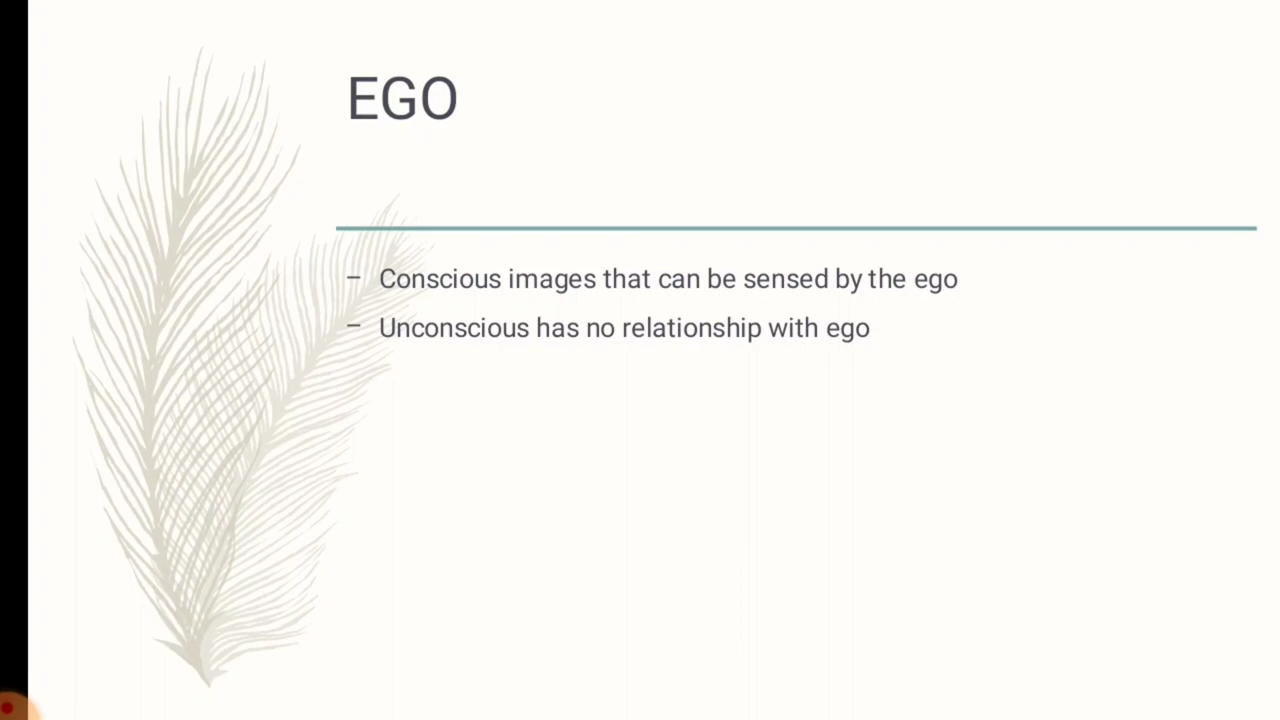 EGO
– Conscious images that can be sensed by the ego
– Unconscious has no relationship with ego